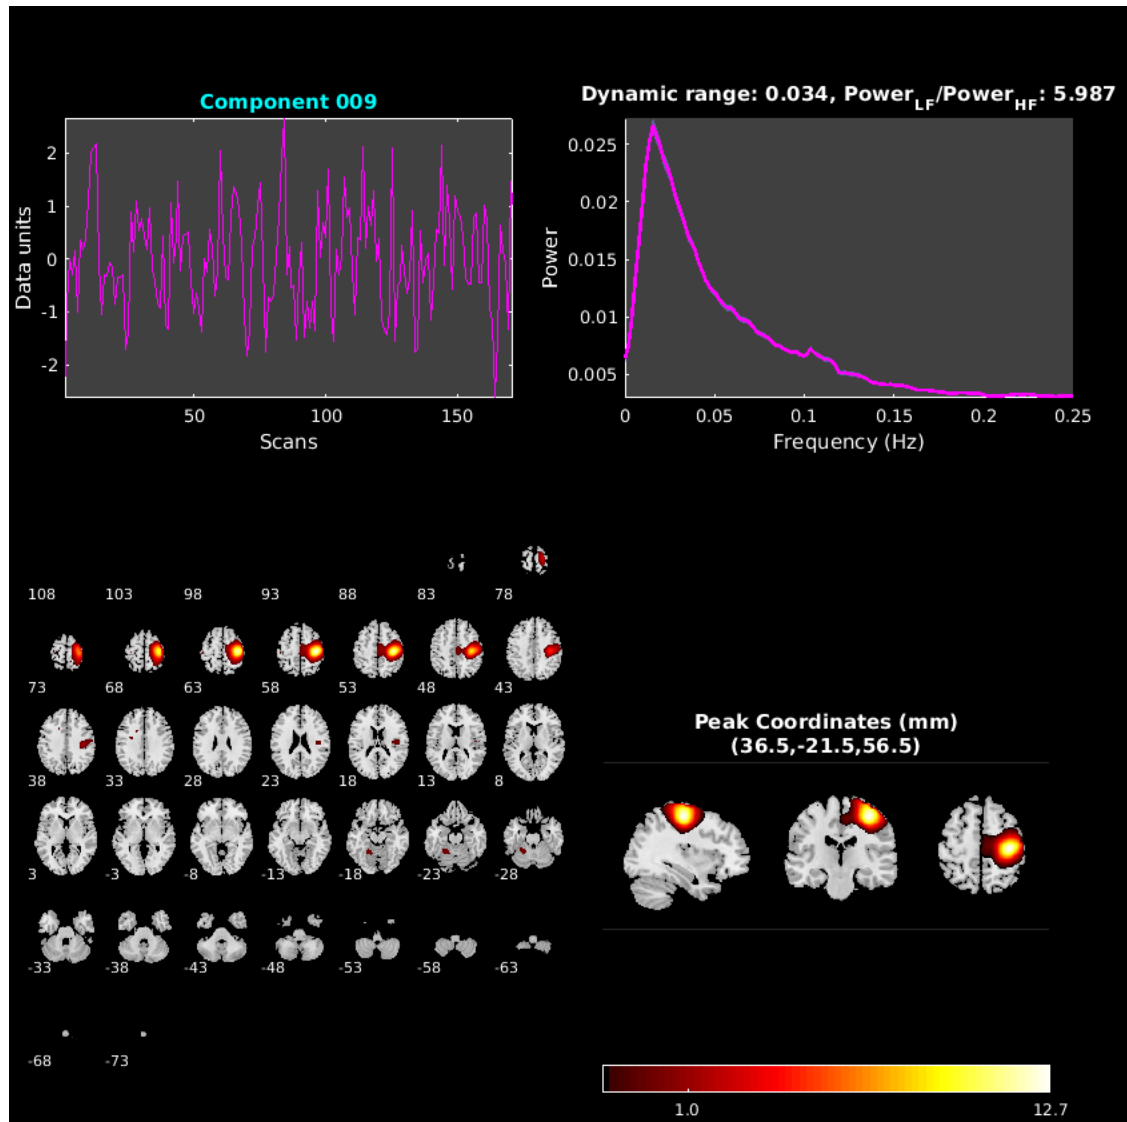 Component 009
Dynamic range: 0.034, Power_LF/Power_HF: 5.987
2
1
0
-1
-2
Data units
50
100
150
Scans
0.025
0.02
0.015
0.01
0.005
Power
0
0.05
0.1
0.15
0.2
0.25
Frequency (Hz)
108 103 98 93 88 83 78
73 68 63 58 53 48 43
38 33 28 23 18 13 8
3 -3 -8 -13 -18 -23 -28
-33 -38 -43 -48 -53 -58 -63
-68 -73
Peak Coordinates (mm)
(36.5,-21.5,56.5)
1.0
12.7